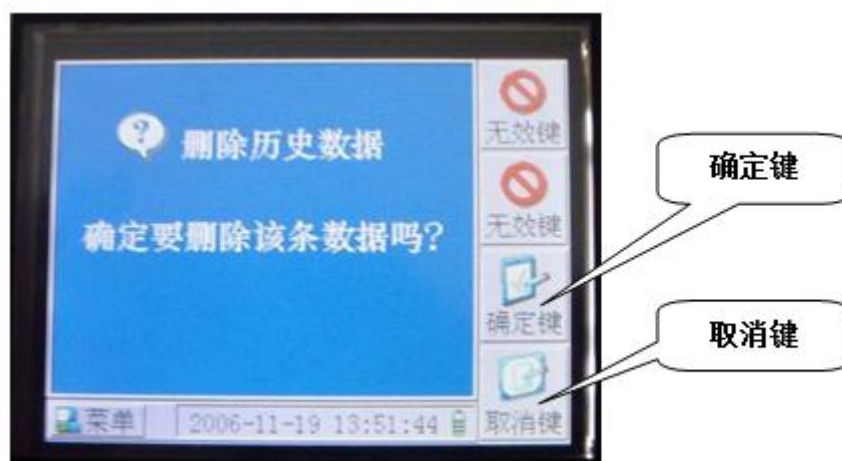 删除历史数据
确定要删除该条数据吗?
无效键
无效键
确定键
取消键
菜单
2006-11-19 13:51:44
确定键
取消键